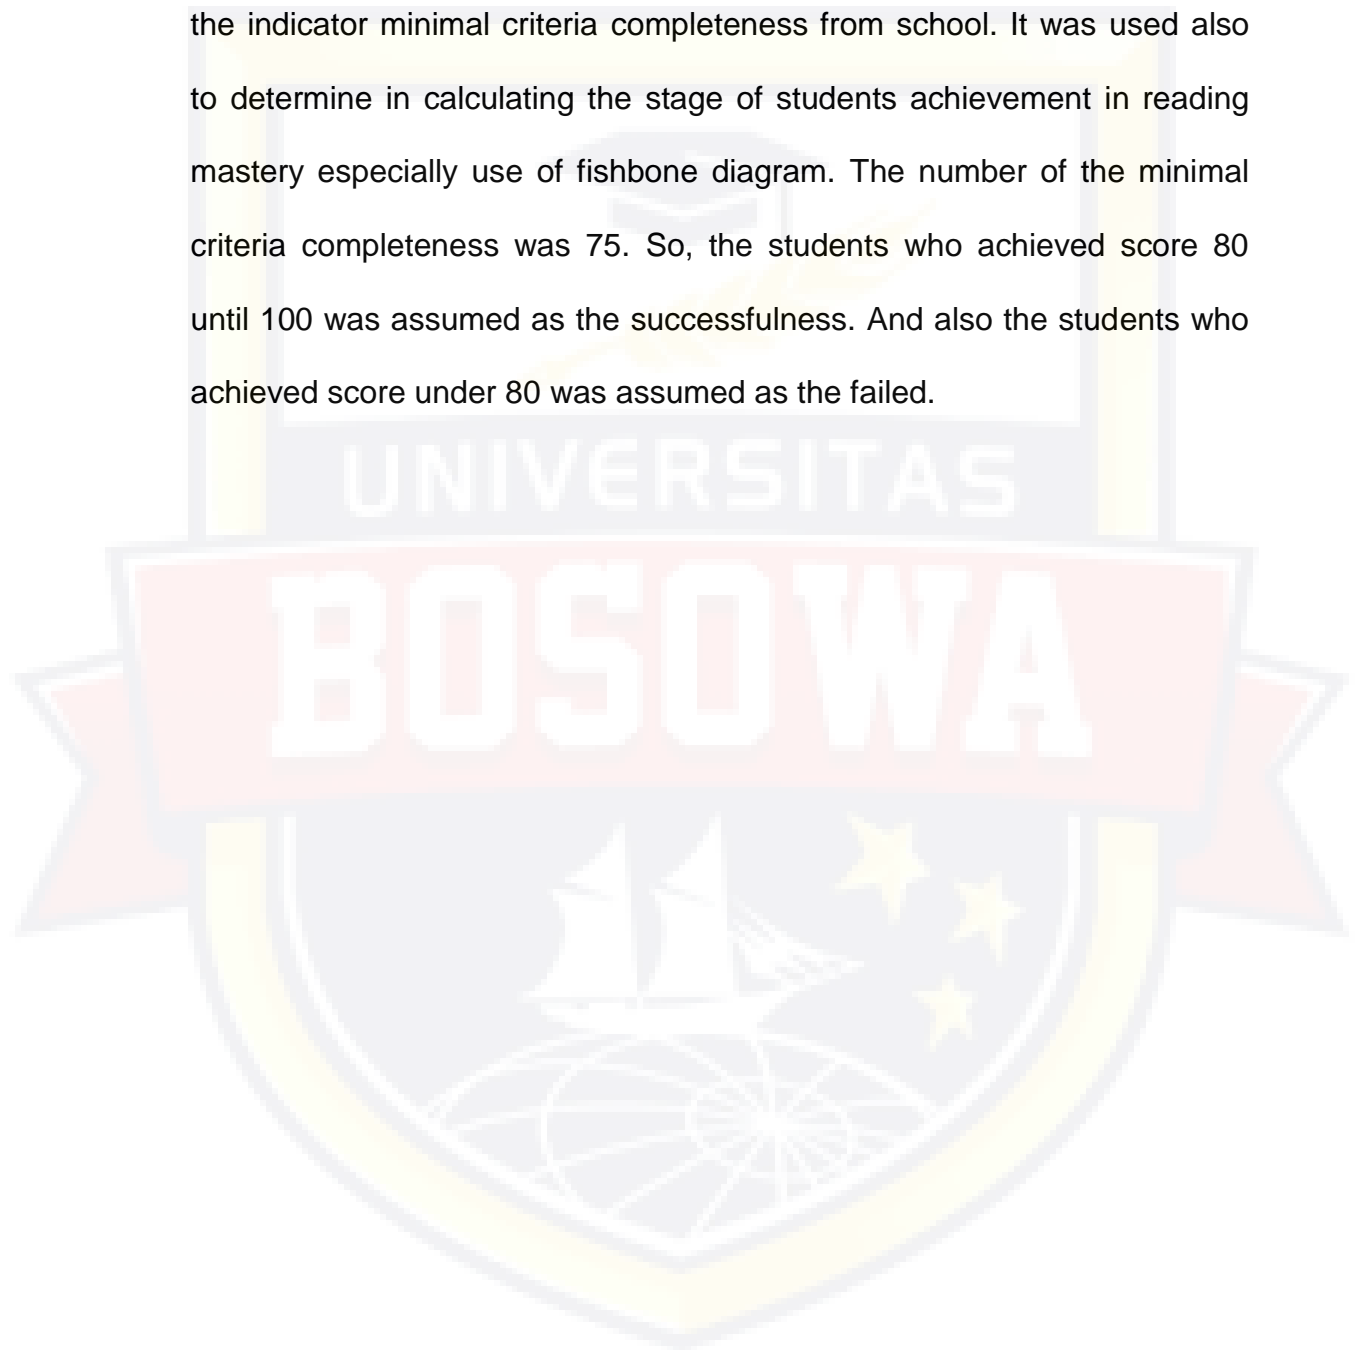 the indicator minimal criteria completeness from school. It was used also
to determine in calculating the stage of students achievement in reading
mastery especially use of fishbone diagram. The number of the minimal
criteria completeness was 75. So, the students who achieved score 80
until 100 was assumed as the successfulness. And also the students who
achieved score under 80 was assumed as the failed.
UNIVERSITAS
BOSOWA